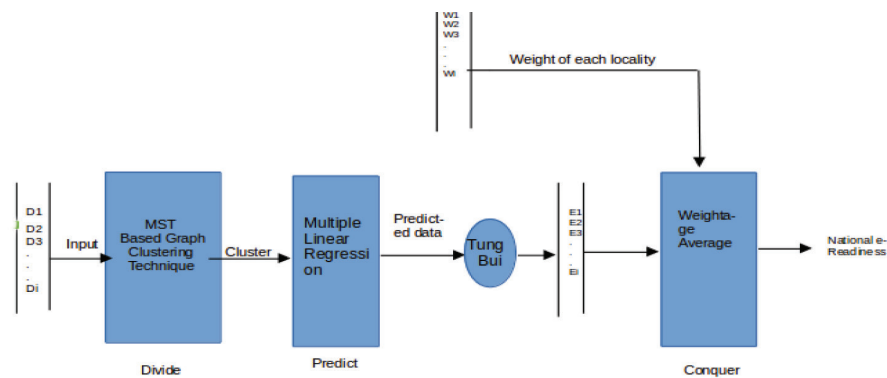 W1
W2
W3
.
.
.
Wi
Weight of each locality
D1
D2
D3
.
.
.
Di
Input
MST
Based Graph
Clustering
Technique
Divide
Cluster
Multiple
Linear
Regressi
on
Predict
Predict-
ed data
Tung
Bui
E1
E2
E3
.
.
.
Ei
Weighta-
ge
Average
Conquer
National e-
Readiness